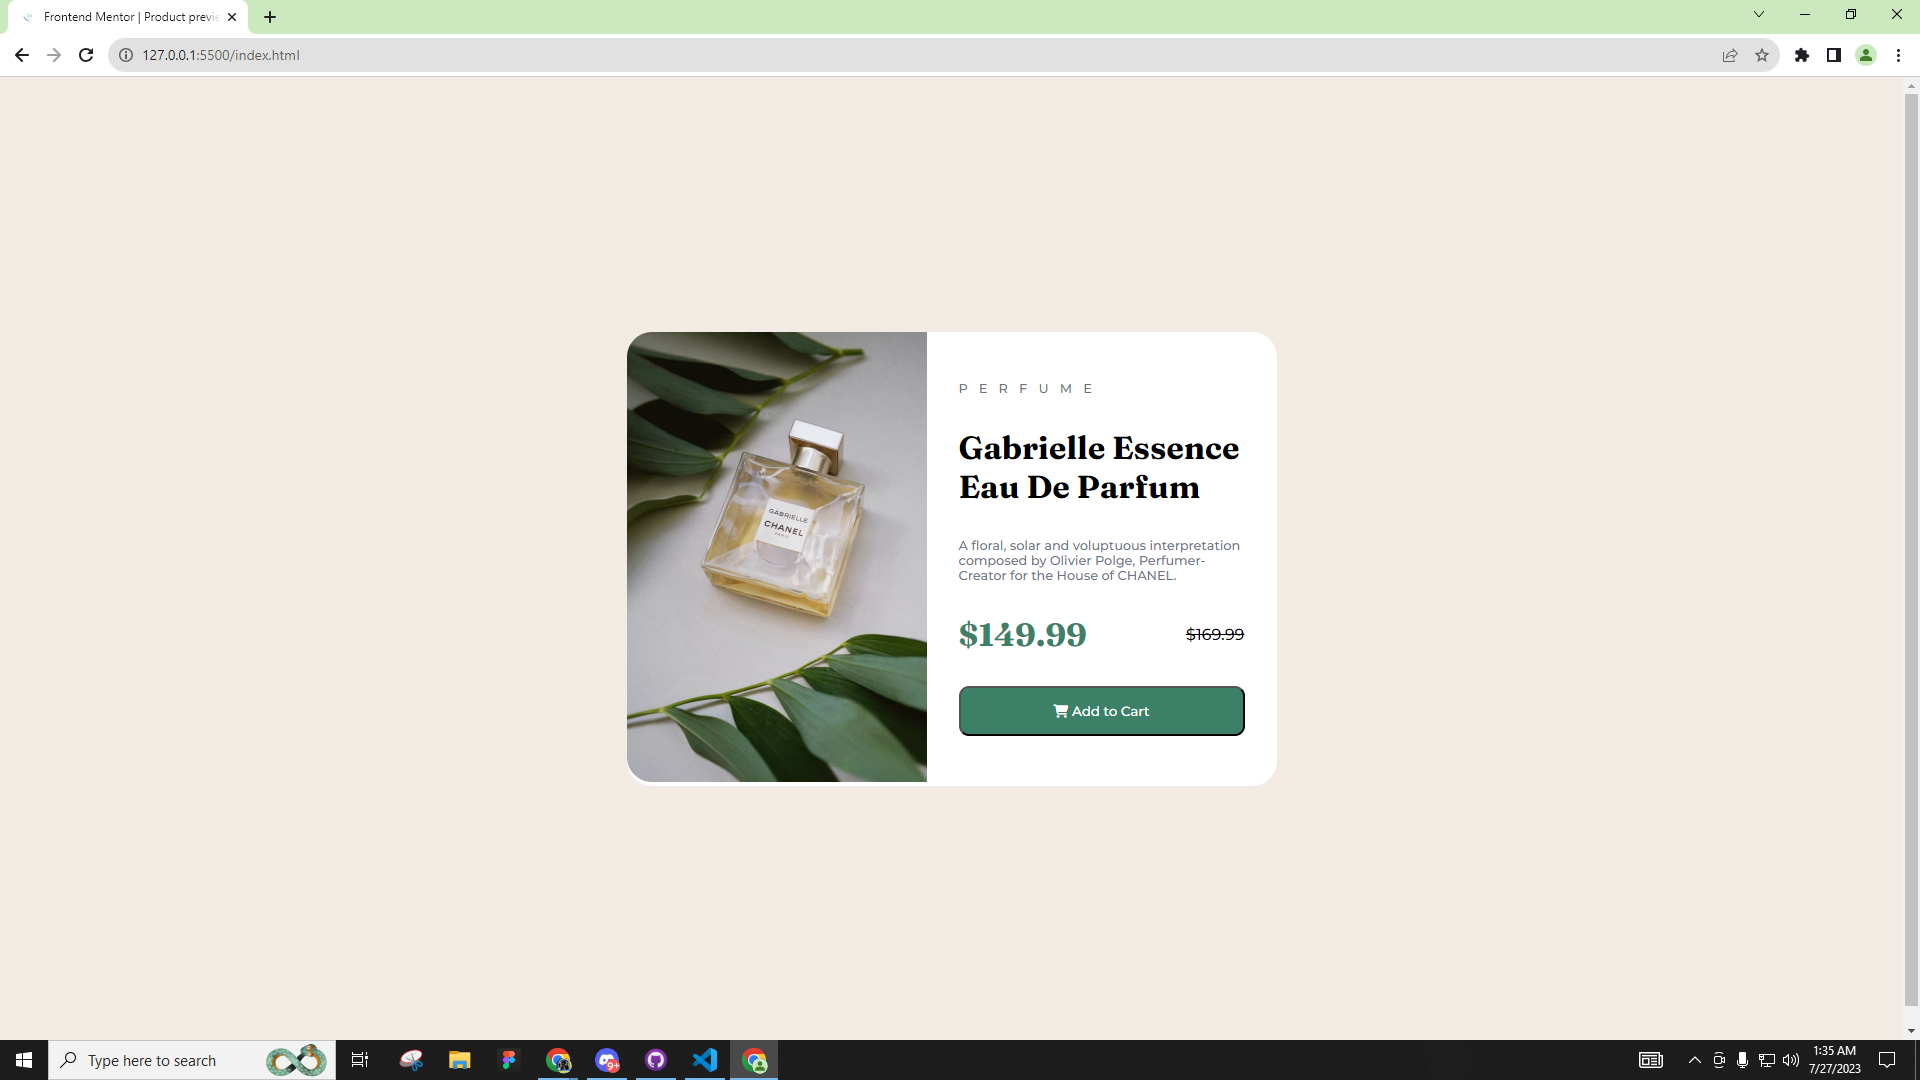 Frontend Mentor | Product previe
127.0.0.1:5500/index.html
P E R F U M E
Gabrielle Essence
Eau De Parfum
A floral, solar and voluptuous interpretation
composed by Olivier Polge, Perfumer-
Creator for the House of CHANEL.
$149.99
$169.99
Add to Cart
GABRIELLE
CHANEL
PARIS
Type here to search
9+
1:35 AM
7/27/2023